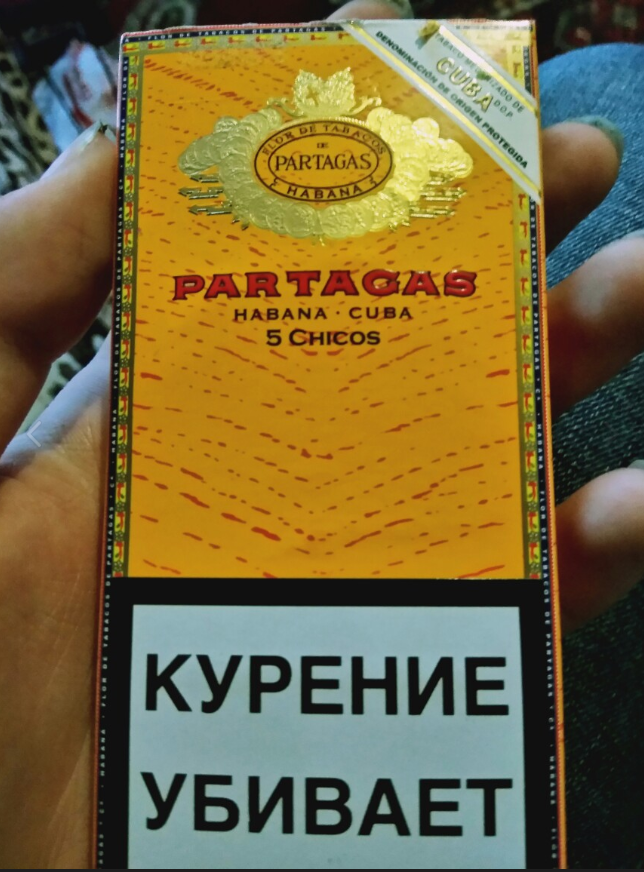 FLOR DE TABACOS
DE
PARTAGAS
HABANA
CUBA
D.O.P.
DENOMINACIÓN DE ORIGEN PROTEGIDA
PARTAGAS
HABANA · CUBA
5 CHICOS
КУРЕНИЕ
УБИВАЕТ